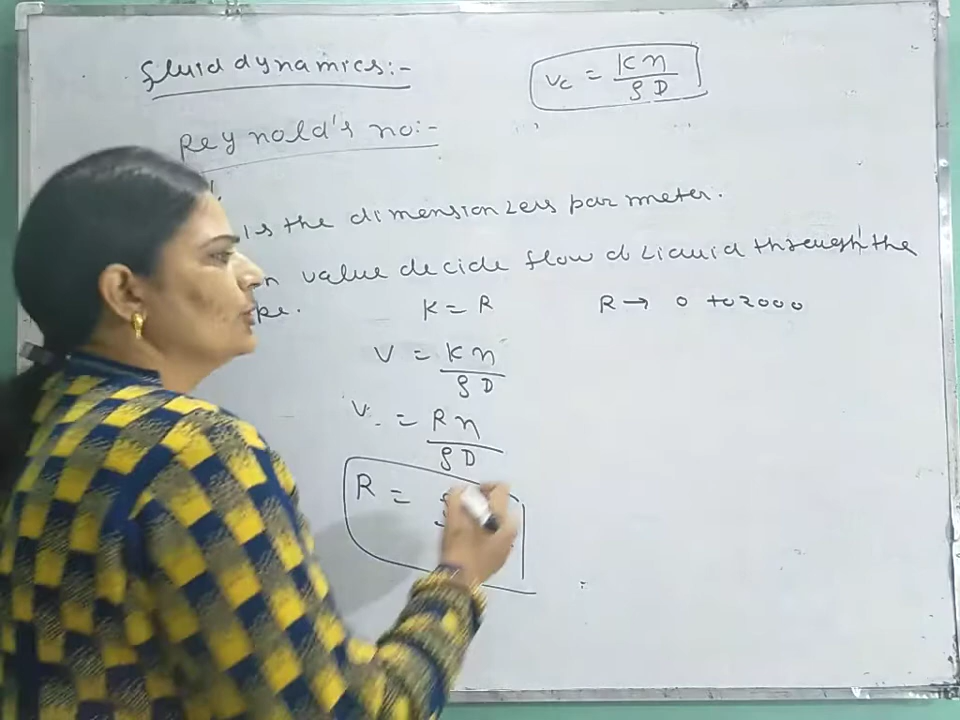 fluid dynamics:-
Vc = Kη / ρD
Reynold's no:-
is the dimensionless parmeter.
value decide flow of Liquid through the
K = R
R → 0 to 2000
V = Kη / ρD
V = Rη / ρD
R =